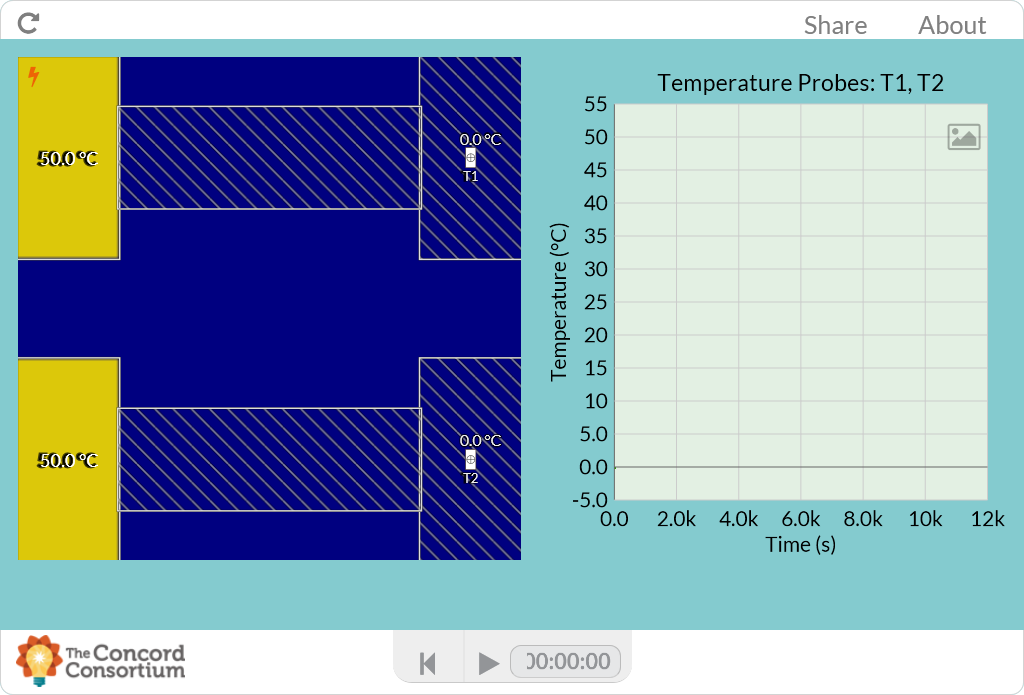 Share About
50.0 °C
0.0 °C
T1
50.0 °C
0.0 °C
T2
Temperature Probes: T1, T2
Temperature (°C)
55
50
45
40
35
30
25
20
15
10
5.0
0.0
-5.0
0.0 2.0k 4.0k 6.0k 8.0k 10k 12k
Time (s)
The Concord
Consortium
00:00:00